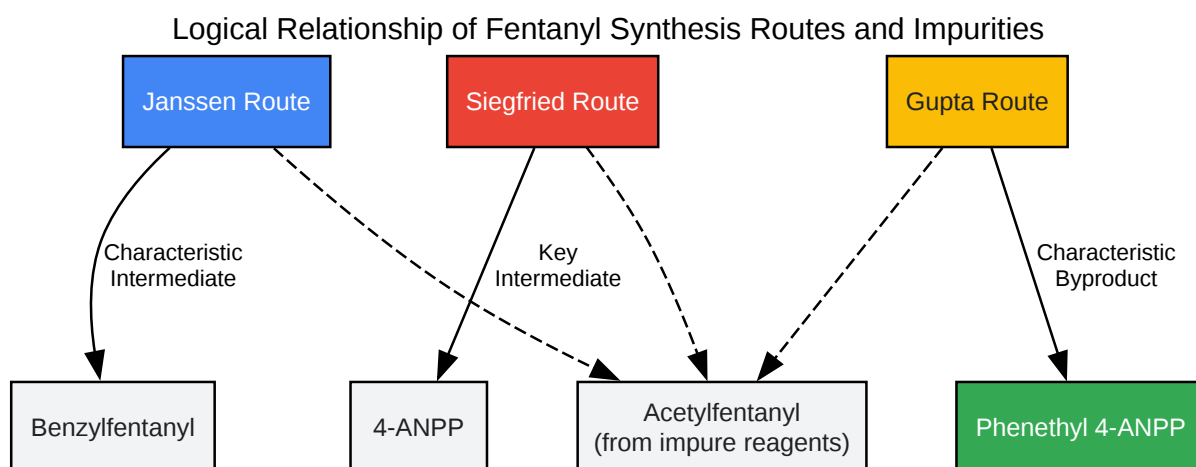 Logical Relationship of Fentanyl Synthesis Routes and Impurities
Janssen Route
Siegfried Route
Gupta Route
Characteristic
Intermediate
Key
Intermediate
Characteristic
Byproduct
Benzylfentanyl
4-ANPP
Acetylfentanyl
(from impure reagents)
Phenethyl 4-ANPP